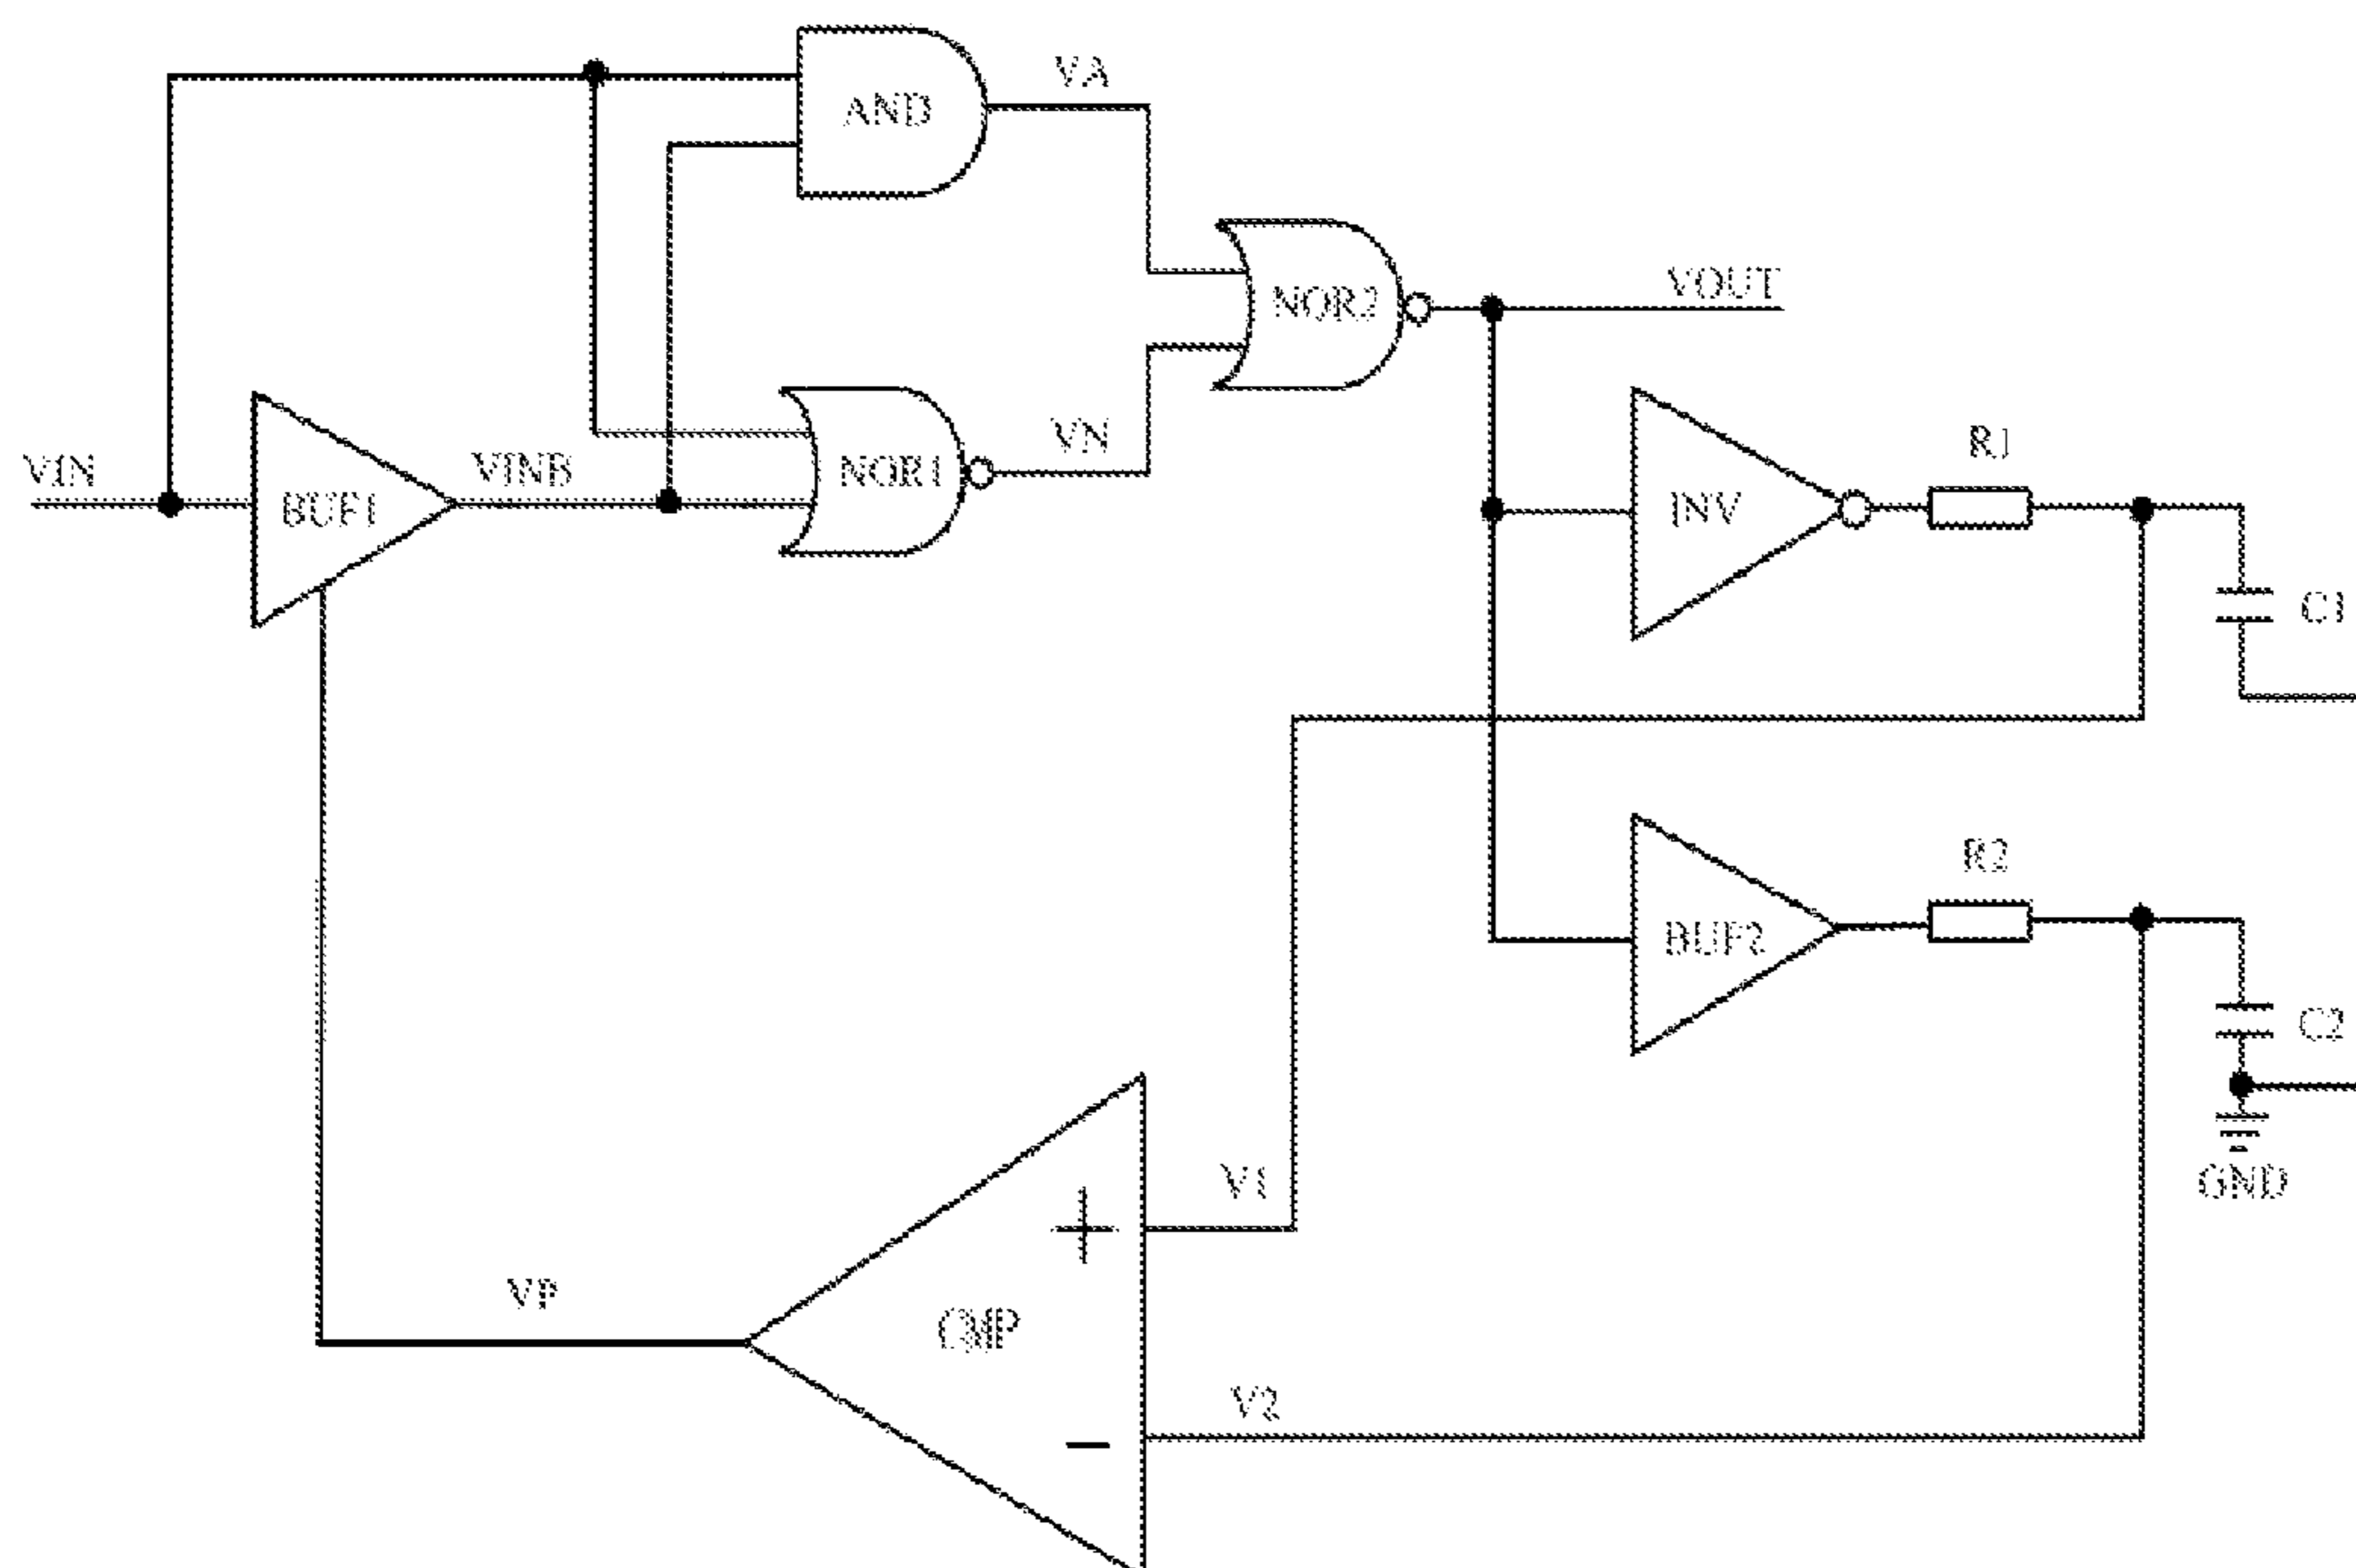 VA
AND
VOUT
NOR2
VN
R1
VIN
VINB
NOR1
BUF1
INV
C1
R2
BUF2
C2
V1
GND
VP
CMP
V2